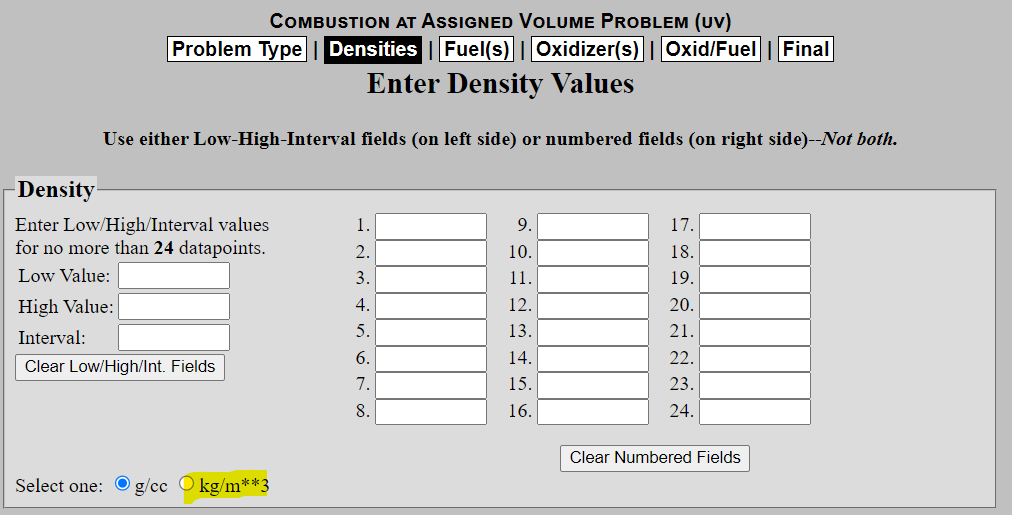 COMBUSTION AT ASSIGNED VOLUME PROBLEM (UV)
Problem Type | Densities | Fuel(s) | Oxidizer(s) | Oxid/Fuel | Final
Enter Density Values
Use either Low-High-Interval fields (on left side) or numbered fields (on right side)--Not both.
Density
Enter Low/High/Interval values
for no more than 24 datapoints.
Low Value:
High Value:
Interval:
Clear Low/High/Int. Fields
1. 9. 17.
2. 10. 18.
3. 11. 19.
4. 12. 20.
5. 13. 21.
6. 14. 22.
7. 15. 23.
8. 16. 24.
Clear Numbered Fields
Select one: g/cc kg/m**3